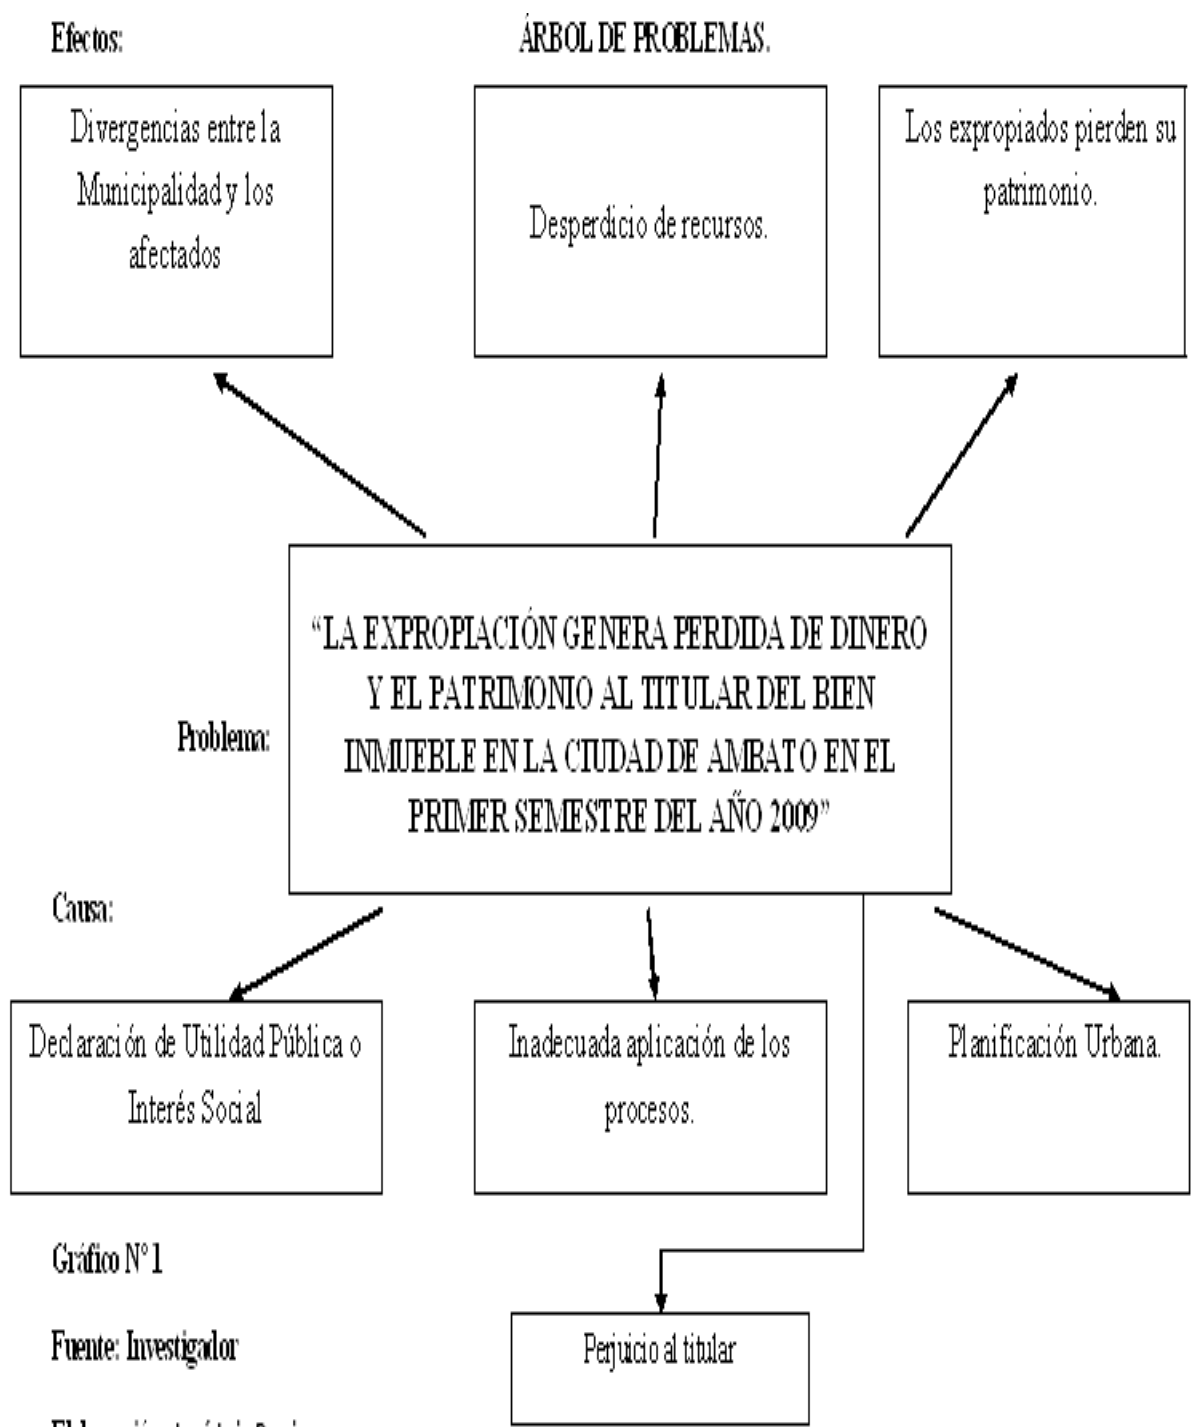 Efectos:
ÁRBOL DE PROBLEMAS.
Divergencias entre la
Municipalidad y los
afectados
Desperdicio de recursos.
Los expropiados pierden su
patrimonio.
Problema:
“LA EXPROPIACIÓN GENERA PERDIDA DE DINERO
Y EL PATRIMONIO AL TITULAR DEL BIEN
INMUEBLE EN LA CIUDAD DE AMBATO EN EL
PRIMER SEMESTRE DEL AÑO 2009”
Causa:
Declaración de Utilidad Pública o
Interés Social
Inadecuada aplicación de los
procesos.
Planificación Urbana.
Gráfico N° 1
Fuente: Investigador
Perjuicio al titular